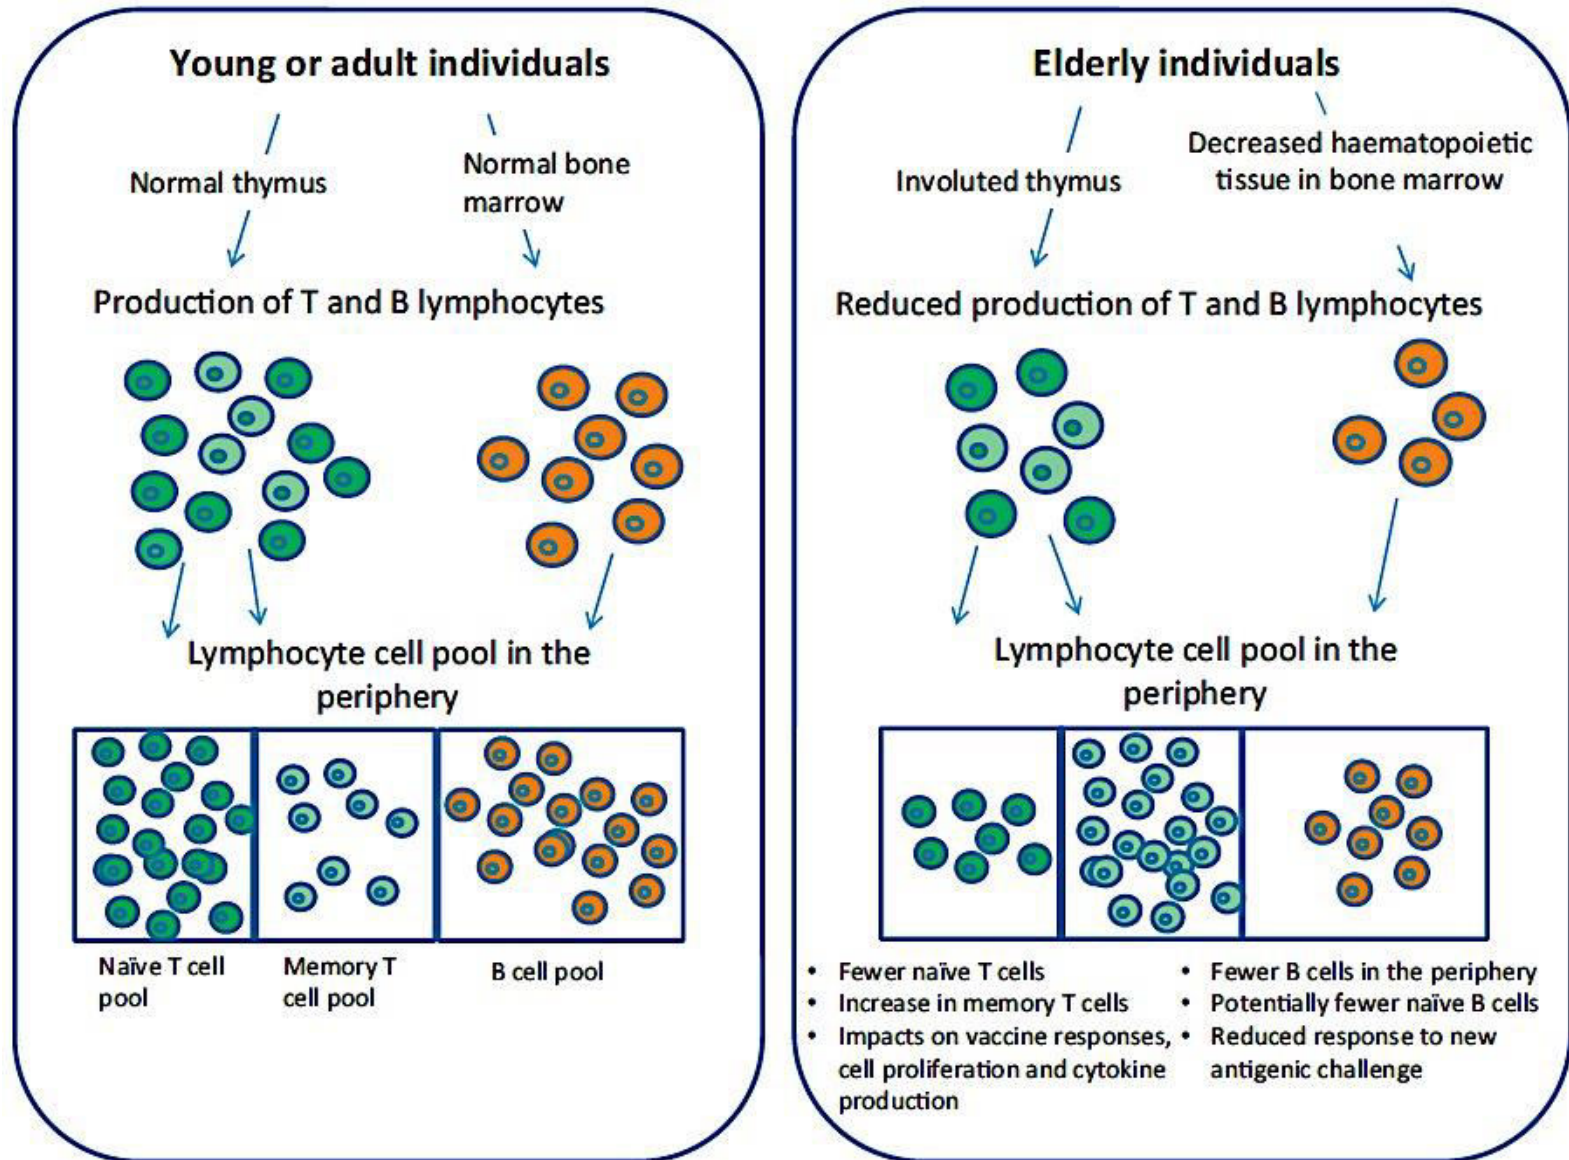 Young or adult individuals
Normal thymus
Normal bone
marrow
Production of T and B lymphocytes
Lymphocyte cell pool in the
periphery
Naïve T cell
pool
Memory T
cell pool
B cell pool
Elderly individuals
Involuted thymus
Decreased haematopoietic
tissue in bone marrow
Reduced production of T and B lymphocytes
Lymphocyte cell pool in the
periphery
• Fewer naïve T cells
• Increase in memory T cells
• Impacts on vaccine responses,
cell proliferation and cytokine
production
• Fewer B cells in the periphery
• Potentially fewer naïve B cells
• Reduced response to new
antigenic challenge